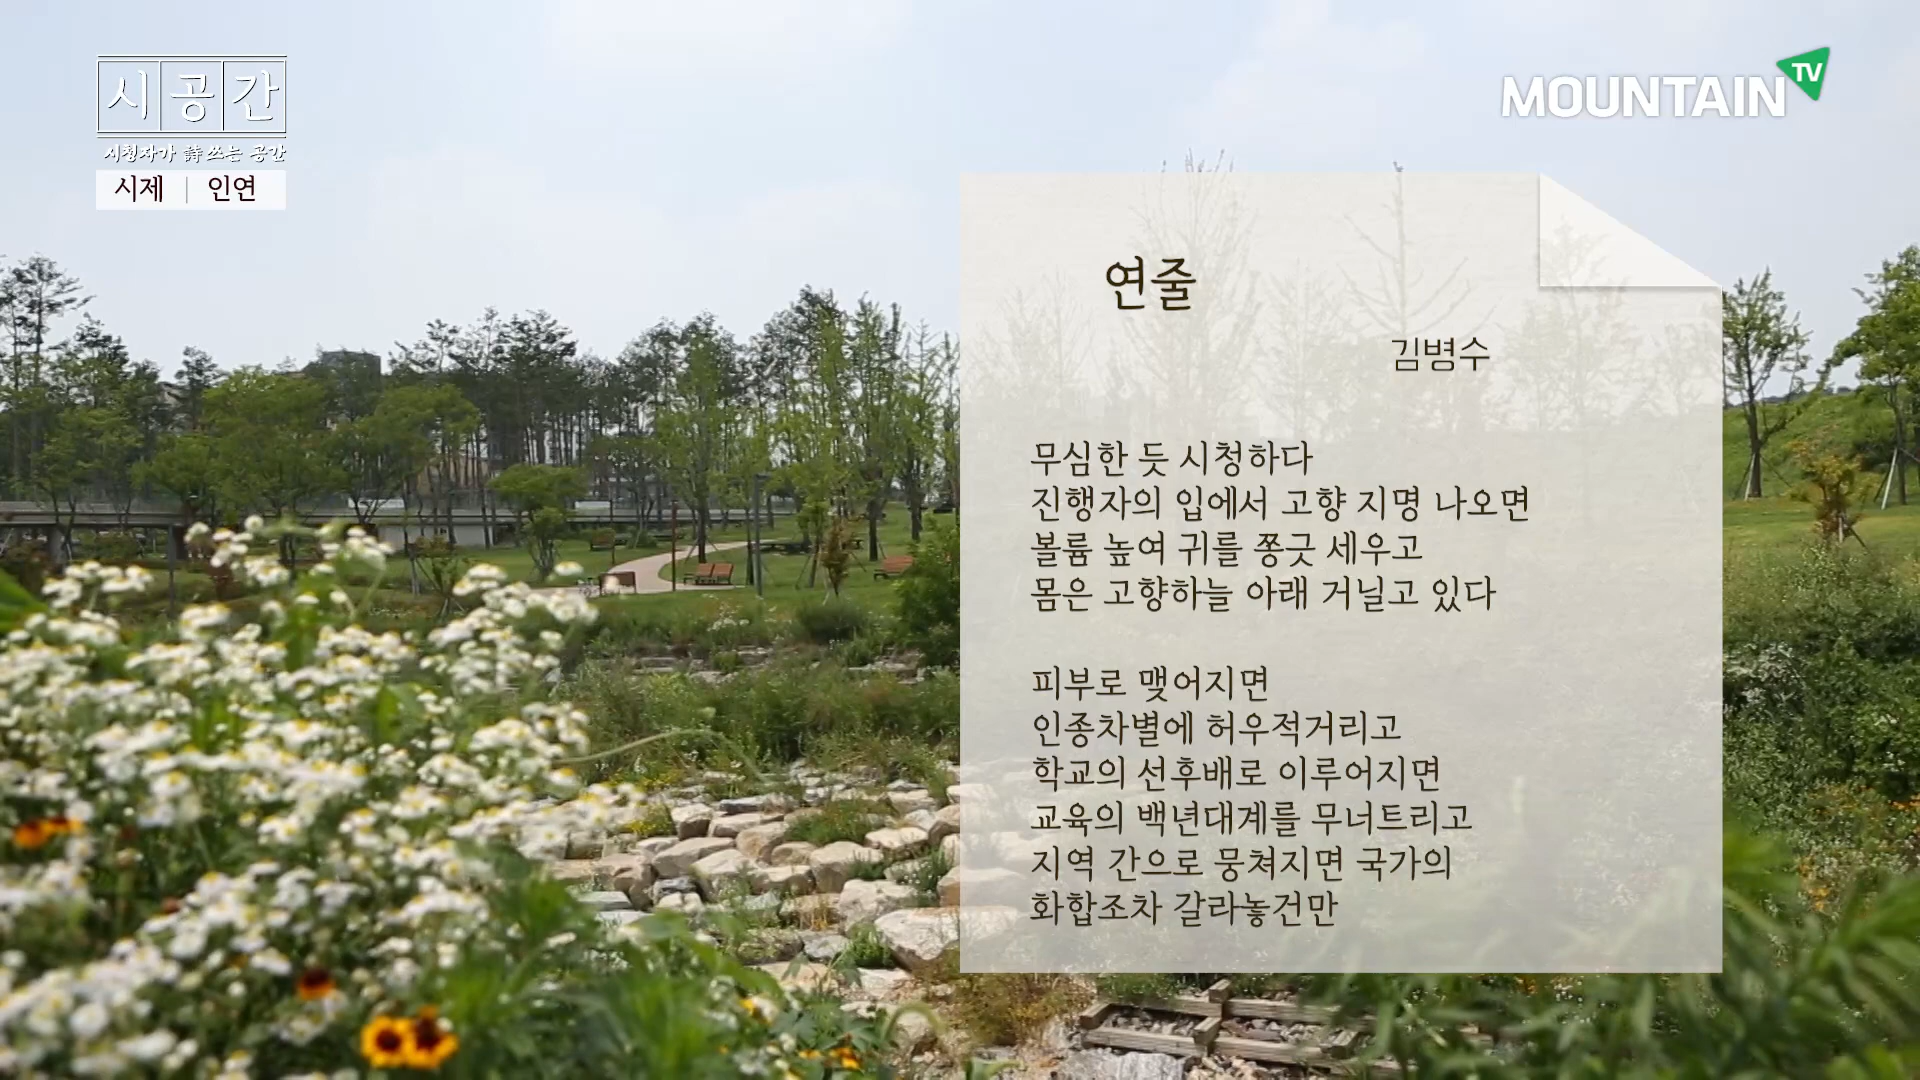 시공간
시청자가 詩 쓰는 공간
시제 | 인연
MOUNTAIN TV
연줄
김병수
무심한 듯 시청하다
진행자의 입에서 고향 지명 나오면
볼륨 높여 귀를 쫑긋 세우고
몸은 고향하늘 아래 거닐고 있다
피부로 맺어지면
인종차별에 허우적거리고
학교의 선후배로 이루어지면
교육의 백년대계를 무너트리고
지역 간으로 뭉쳐지면 국가의
화합조차 갈라놓건만